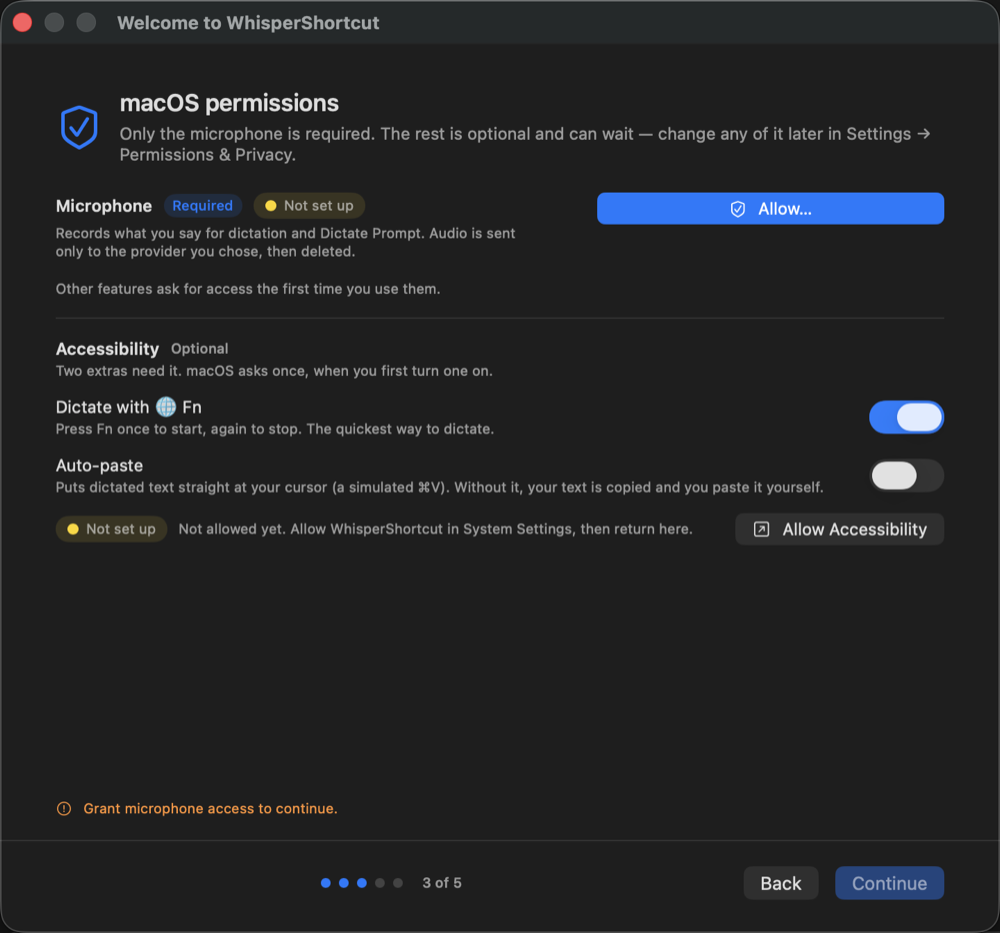 Welcome to WhisperShortcut
macOS permissions
Only the microphone is required. The rest is optional and can wait — change any of it later in Settings →
Permissions & Privacy.
Microphone Required Not set up Allow...
Records what you say for dictation and Dictate Prompt. Audio is sent
only to the provider you chose, then deleted.
Other features ask for access the first time you use them.
Accessibility Optional
Two extras need it. macOS asks once, when you first turn one on.
Dictate with 🌐 Fn
Press Fn once to start, again to stop. The quickest way to dictate.
Auto-paste
Puts dictated text straight at your cursor (a simulated ⌘V). Without it, your text is copied and you paste it yourself.
Not set up Not allowed yet. Allow WhisperShortcut in System Settings, then return here. Allow Accessibility
Grant microphone access to continue.
3 of 5 Back Continue